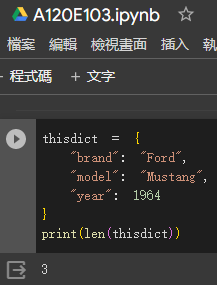 A120E103.ipynb
檔案 編輯 檢視畫面 插入 執
+ 程式碼 + 文字
thisdict = {
    "brand": "Ford",
    "model": "Mustang",
    "year": 1964
}
print(len(thisdict))
3